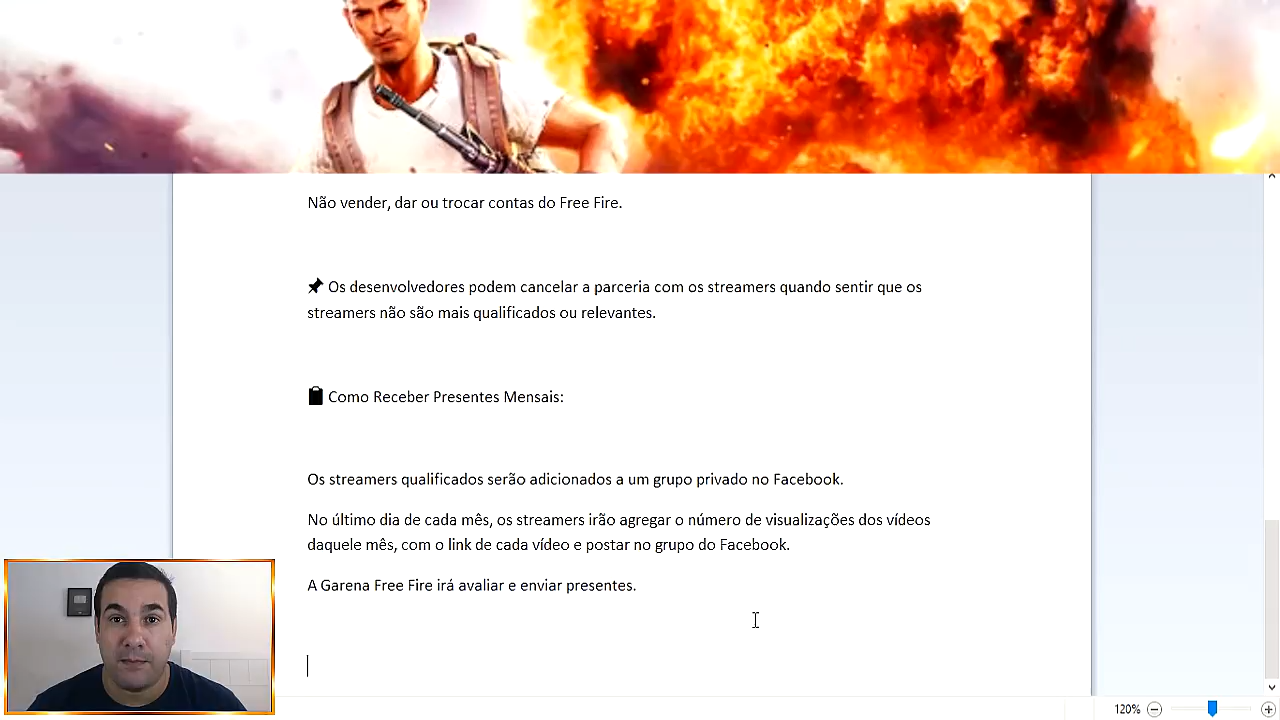 Não vender, dar ou trocar contas do Free Fire.
📌 Os desenvolvedores podem cancelar a parceria com os streamers quando sentir que os
streamers não são mais qualificados ou relevantes.
📋 Como Receber Presentes Mensais:
Os streamers qualificados serão adicionados a um grupo privado no Facebook.
No último dia de cada mês, os streamers irão agregar o número de visualizações dos vídeos
daquele mês, com o link de cada vídeo e postar no grupo do Facebook.
A Garena Free Fire irá avaliar e enviar presentes.
120%